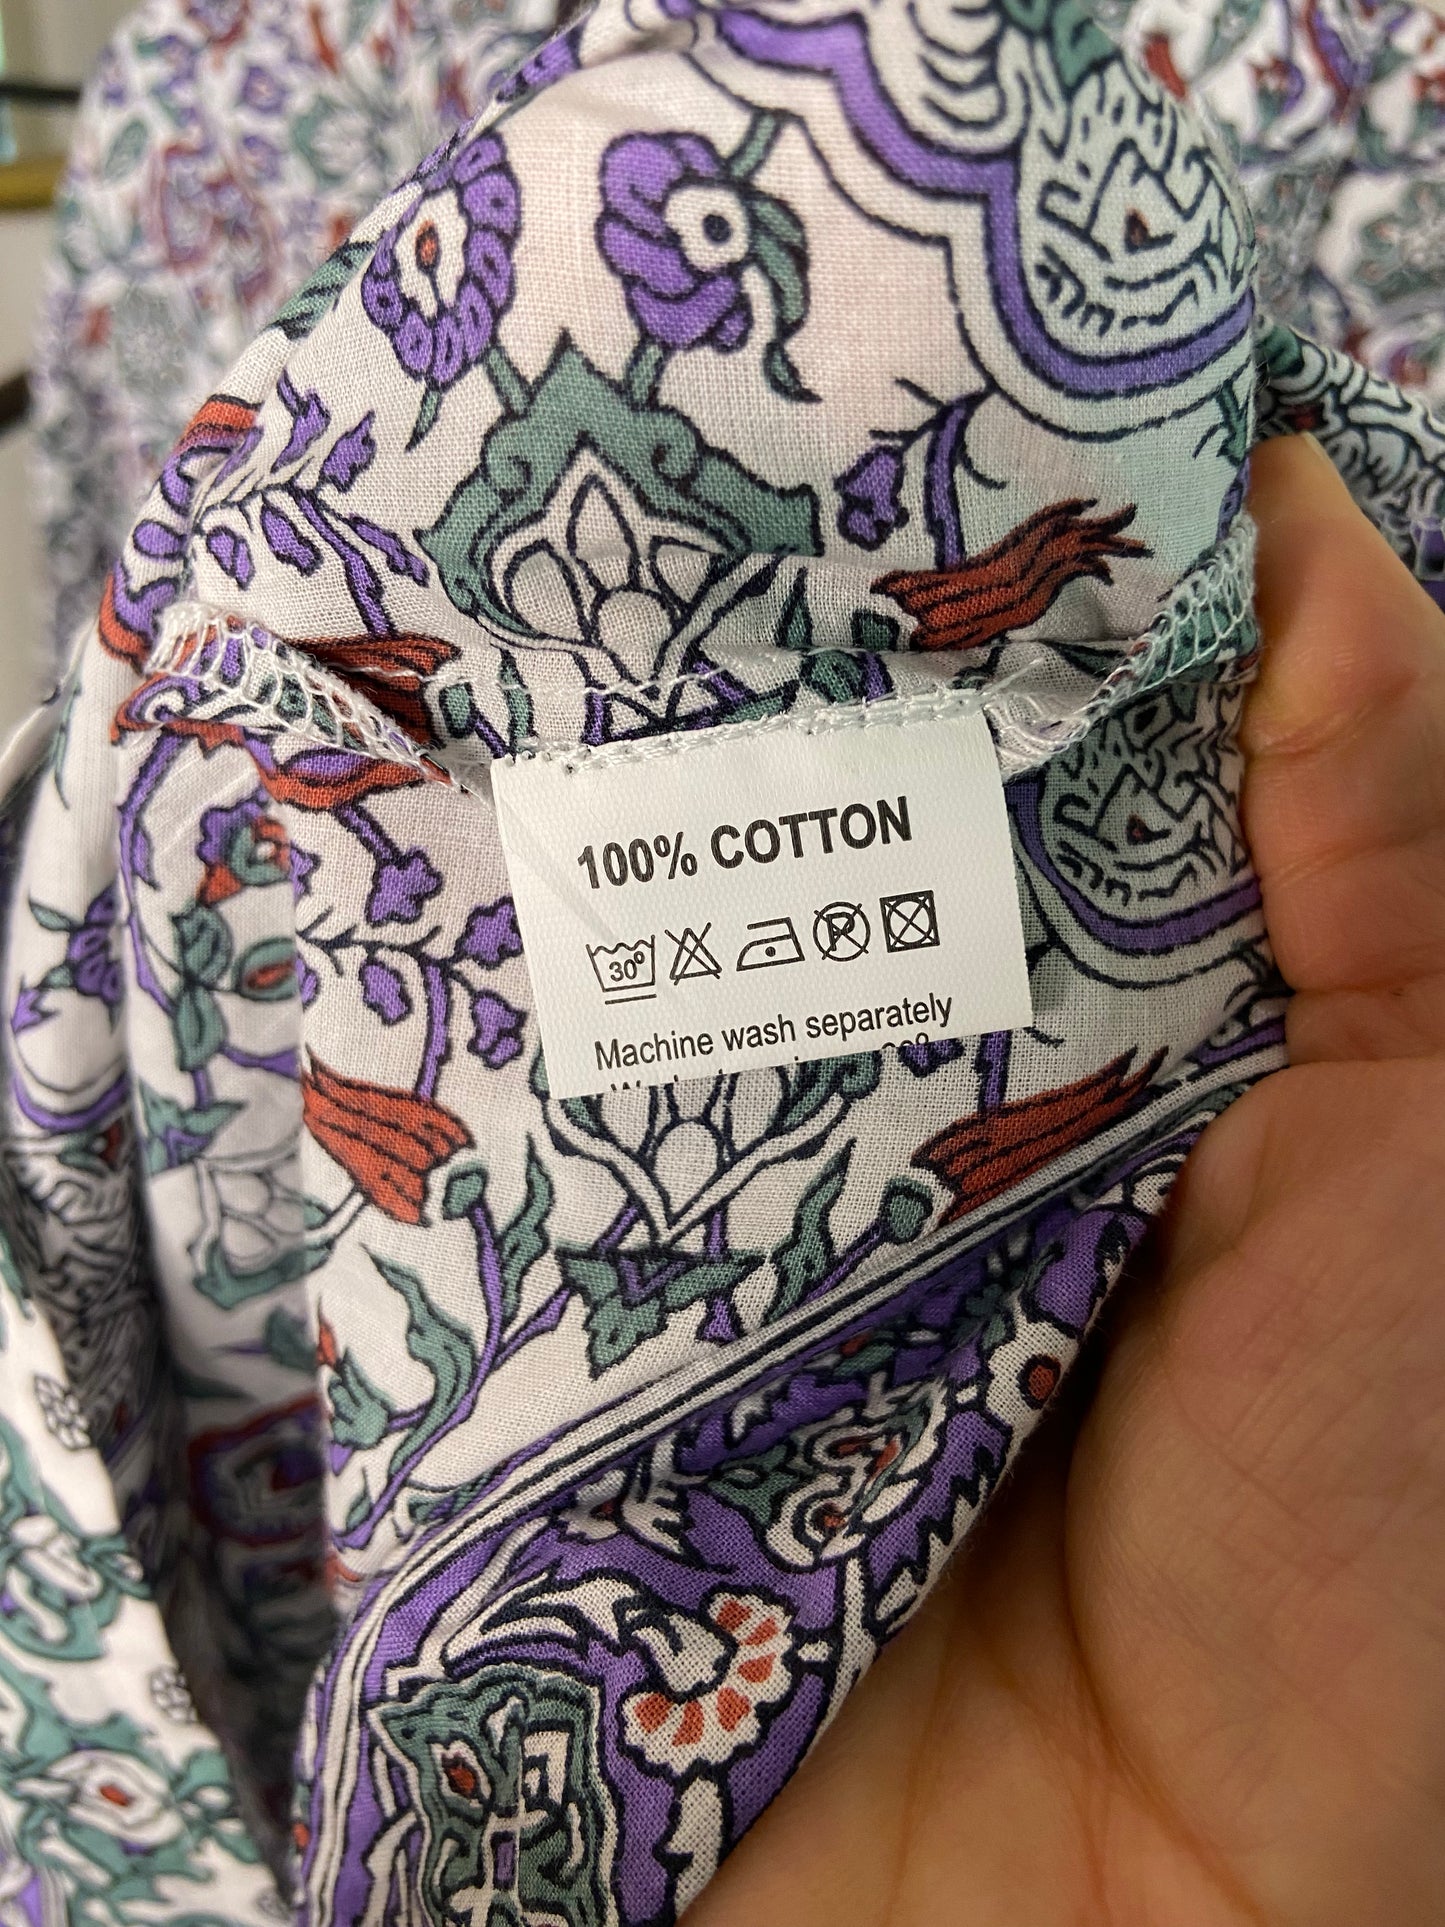 100% COTTON
30°
P
Machine wash separately